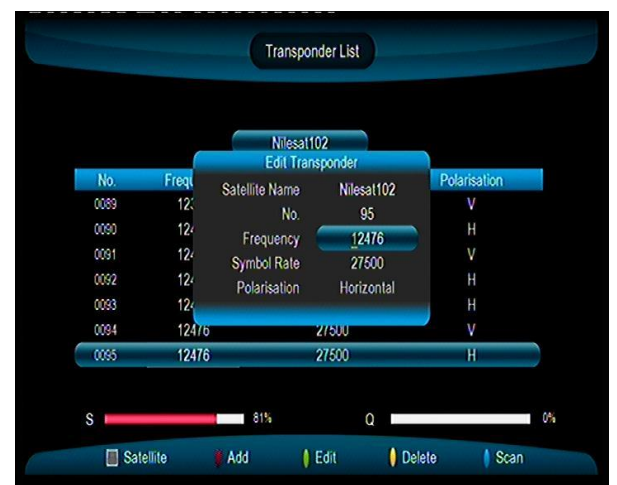 Transponder List
Nilesat102
Edit Transponder
No. Polarisation
Satellite Name Nilesat102
No. 95
Frequency 12476
Symbol Rate 27500
Polarisation Horizontal
0089 V
0090 H
0091 V
0092 H
0093 H
0094 12476 27500 V
0095 12476 27500 H
S 81% Q 0%
Satellite Add Edit Delete Scan